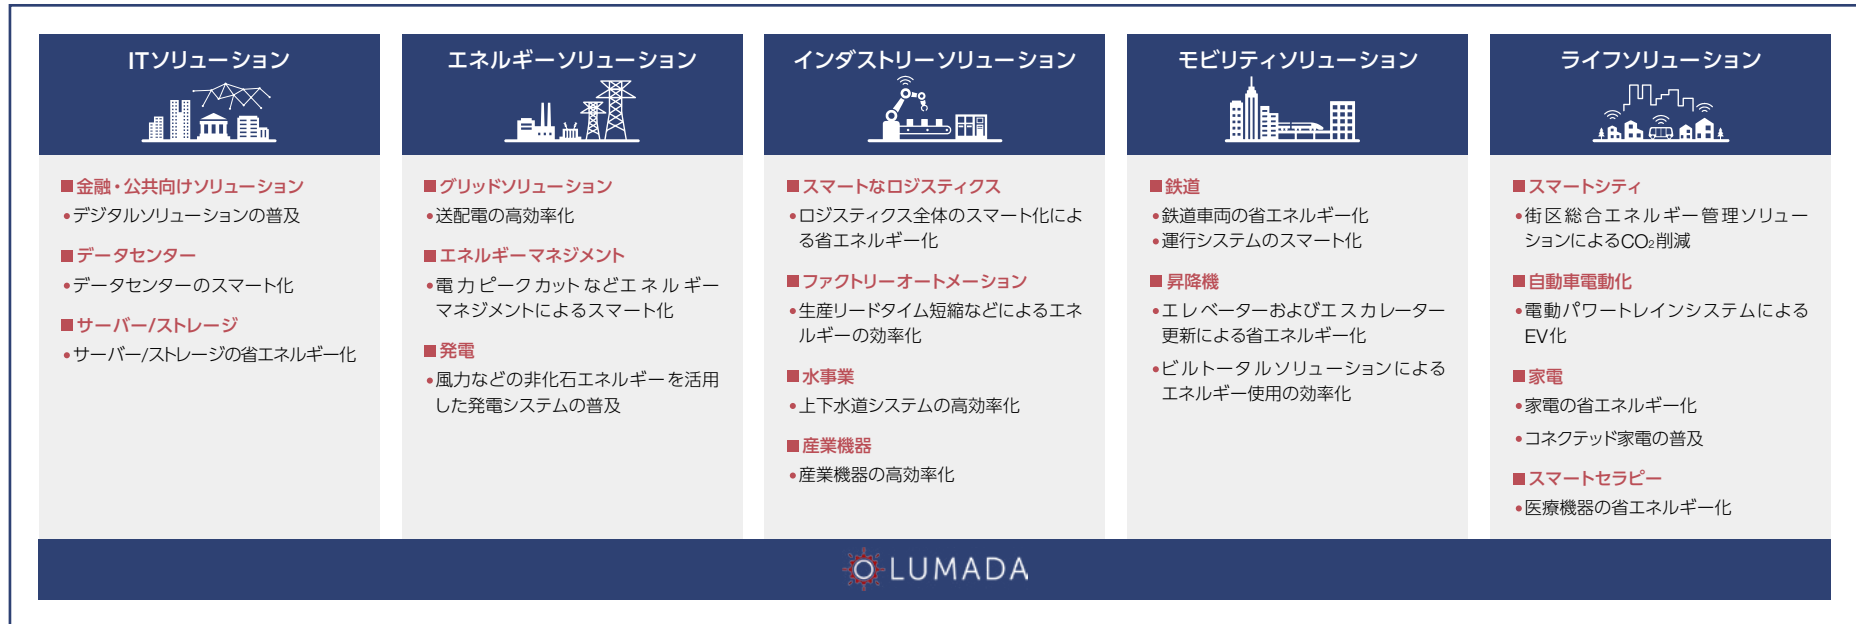 ITソリューション
■金融・公共向けソリューション
•デジタルソリューションの普及
■データセンター
•データセンターのスマート化
■サーバー/ストレージ
•サーバー/ストレージの省エネルギー化
エネルギーソリューション
■グリッドソリューション
•送配電の高効率化
■エネルギーマネジメント
•電力ピークカットなどエネルギー
マネジメントによるスマート化
■発電
•風力などの非化石エネルギーを活用
した発電システムの普及
インダストリーソリューション
■スマートなロジスティクス
•ロジスティクス全体のスマート化によ
る省エネルギー化
■ファクトリーオートメーション
•生産リードタイム短縮などによるエネ
ルギーの効率化
■水事業
•上下水道システムの高効率化
■産業機器
•産業機器の高効率化
モビリティソリューション
■鉄道
•鉄道車両の省エネルギー化
•運行システムのスマート化
■昇降機
•エレベーターおよびエスカレーター
更新による省エネルギー化
•ビルトータルソリューションによる
エネルギー使用の効率化
ライフソリューション
■スマートシティ
•街区総合エネルギー管理ソリュー
ションによるCO₂削減
■自動車電動化
•電動パワートレインシステムによる
EV化
■家電
•家電の省エネルギー化
•コネクテッド家電の普及
■スマートセラピー
•医療機器の省エネルギー化
LUMADA